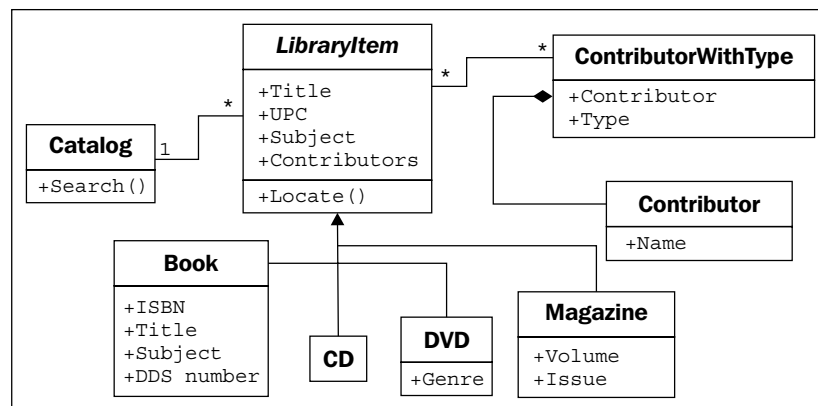 LibraryItem
+Title
+UPC
+Subject
+Contributors
+Locate()
*
*
ContributorWithType
+Contributor
+Type
Catalog
+Search()
1
*
Contributor
+Name
Book
+ISBN
+Title
+Subject
+DDS number
CD
DVD
+Genre
Magazine
+Volume
+Issue